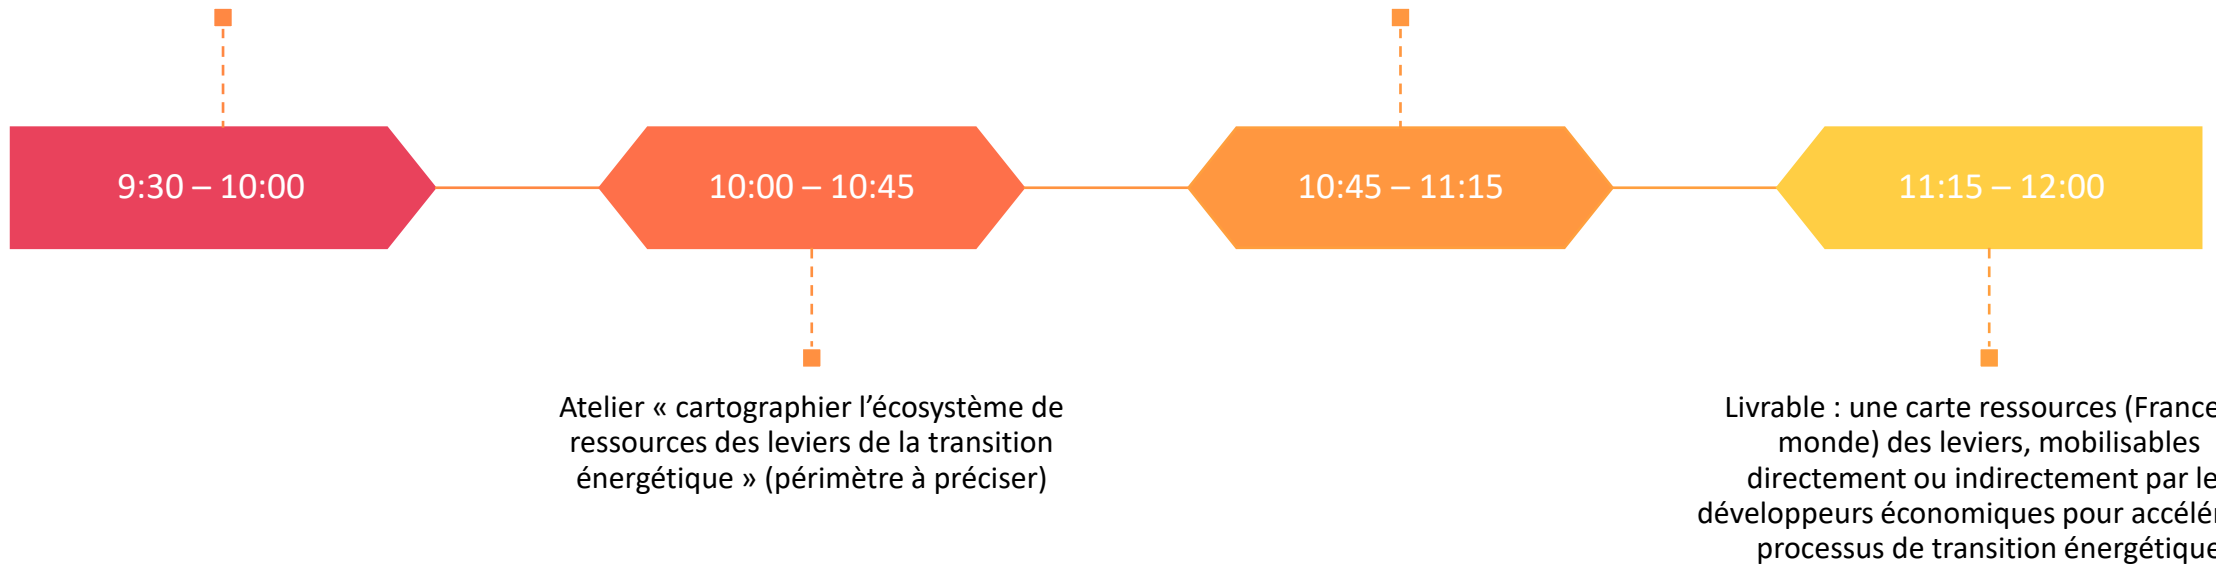 9:30 – 10:00
10:00 – 10:45
10:45 – 11:15
11:15 – 12:00
Atelier « cartographier l’écosystème de
ressources des leviers de la transition
énergétique » (périmètre à préciser)
Livrable : une carte ressources (France
monde) des leviers, mobilisables
directement ou indirectement par
développeurs économiques pour
processus de transition énergétique